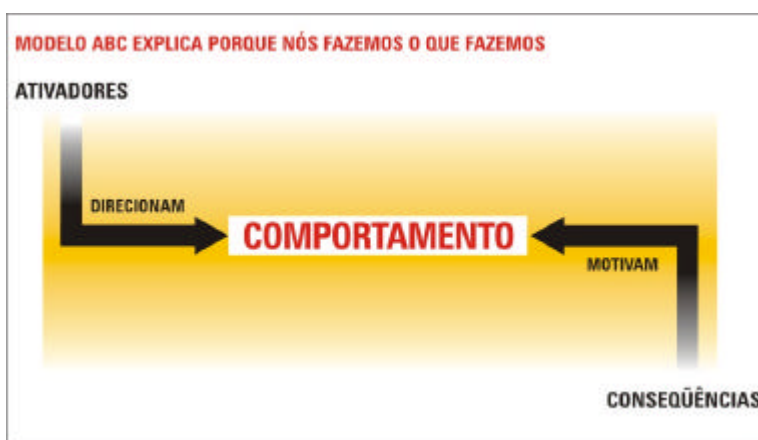 MODELO ABC EXPLICA PORQUE NÓS FAZEMOS O QUE FAZEMOS
ATIVADORES
DIRECIONAM
COMPORTAMENTO
MOTIVAM
CONSEQÜÊNCIAS